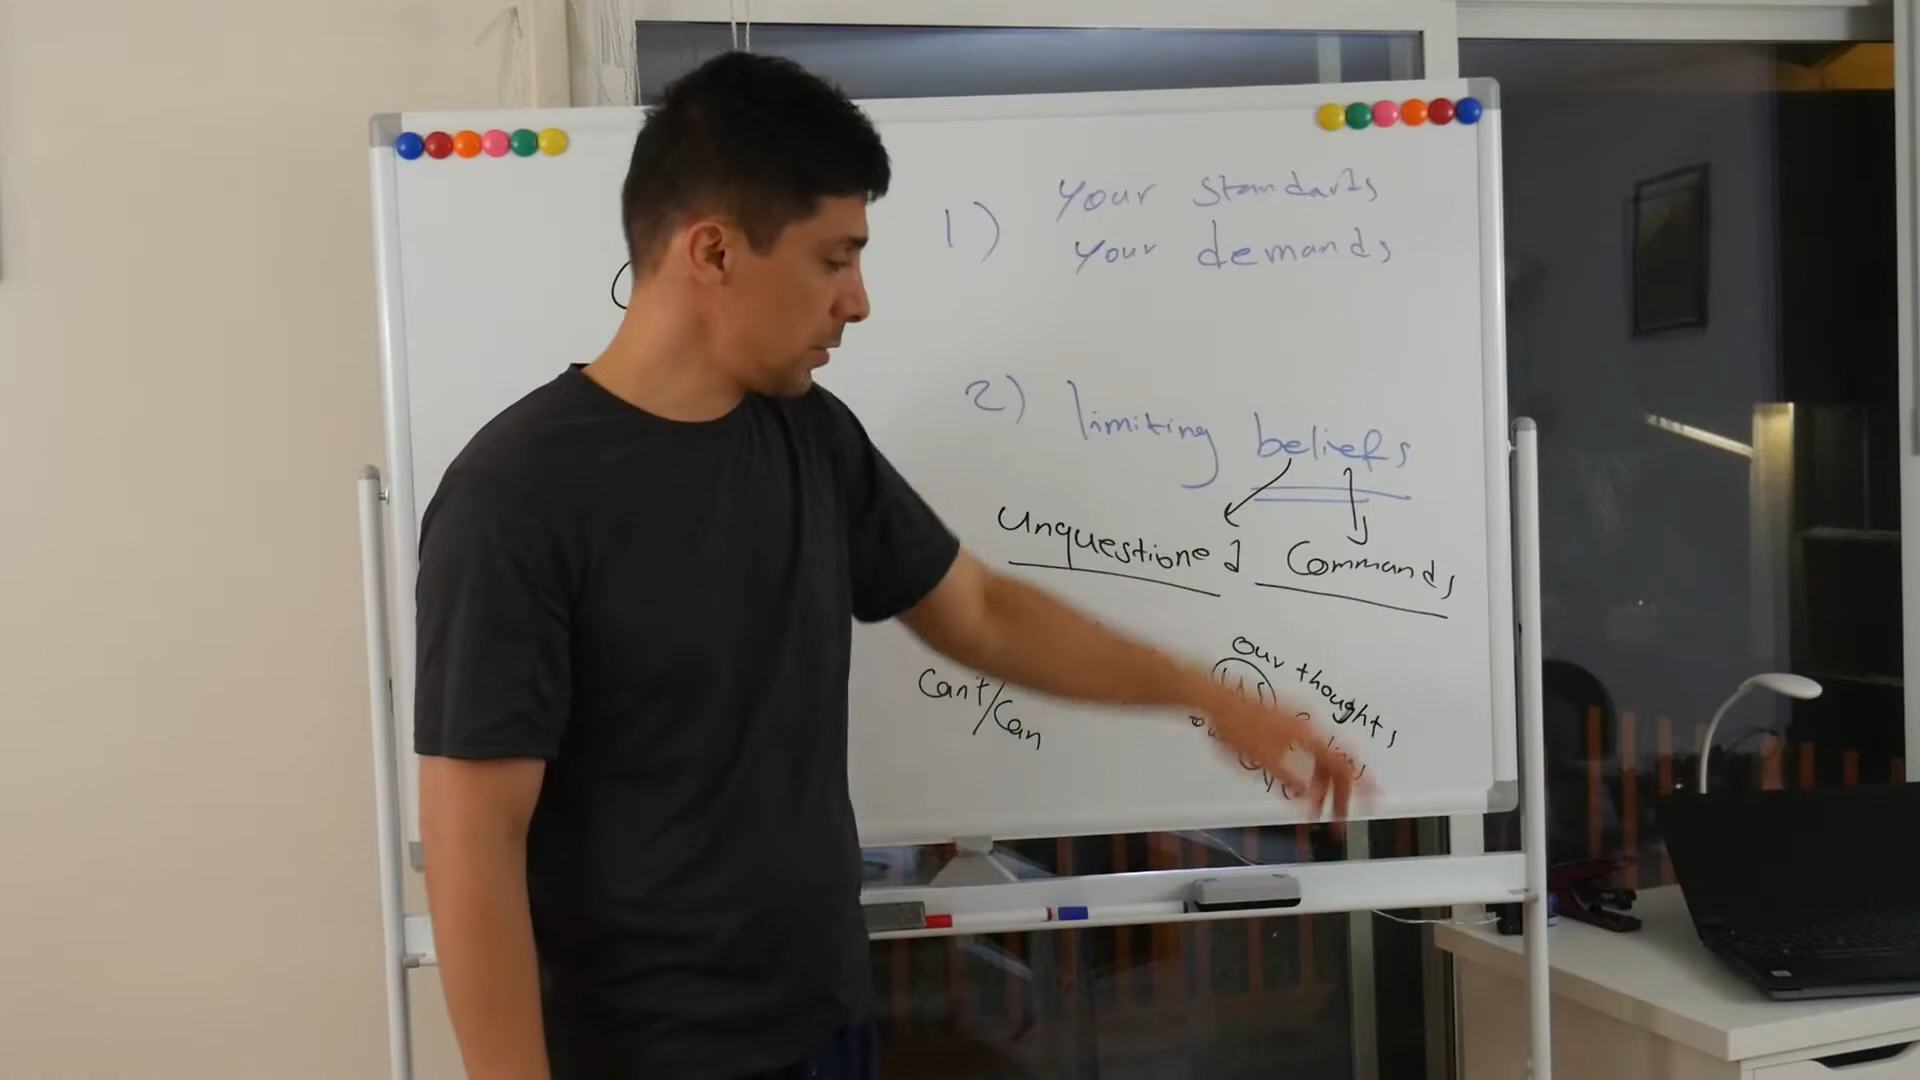 1) your standards
your demands
2) limiting beliefs
unquestioned commands
can't/can
our thoughts